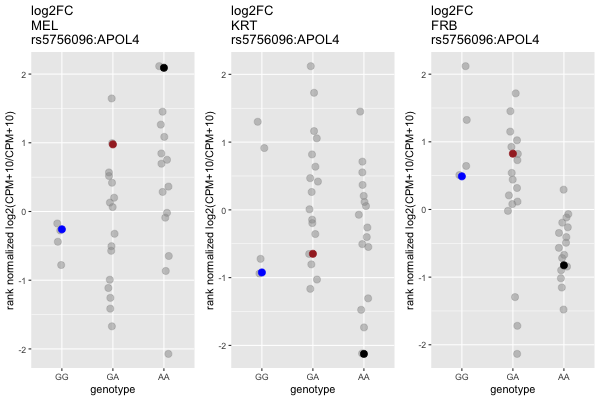 log2FC
MEL
rs5756096:APOL4
rank normalized log2(CPM+10/CPM+10)
2
1
0
-1
-2
GG GA AA
genotype
log2FC
KRT
rs5756096:APOL4
rank normalized log2(CPM+10/CPM+10)
2
1
0
-1
-2
GG GA AA
genotype
log2FC
FRB
rs5756096:APOL4
rank normalized log2(CPM+10/CPM+10)
2
1
0
-1
-2
GG GA AA
genotype